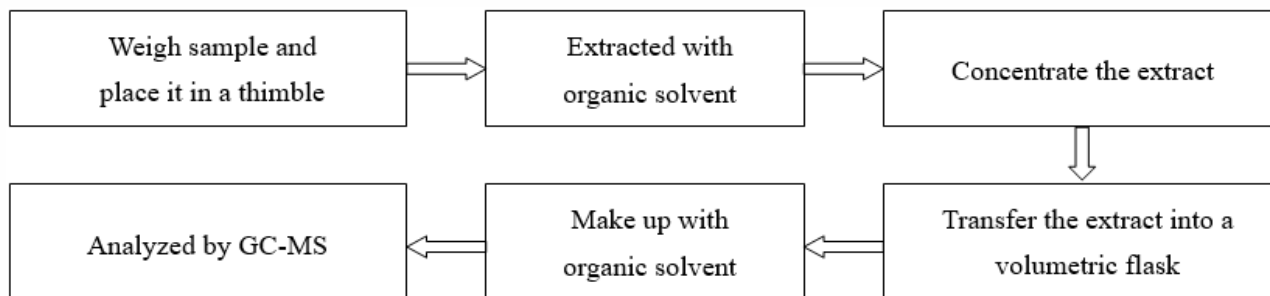 Weigh sample and
place it in a thimble
Extracted with
organic solvent
Concentrate the extract
Transfer the extract into a
volumetric flask
Make up with
organic solvent
Analyzed by GC-MS